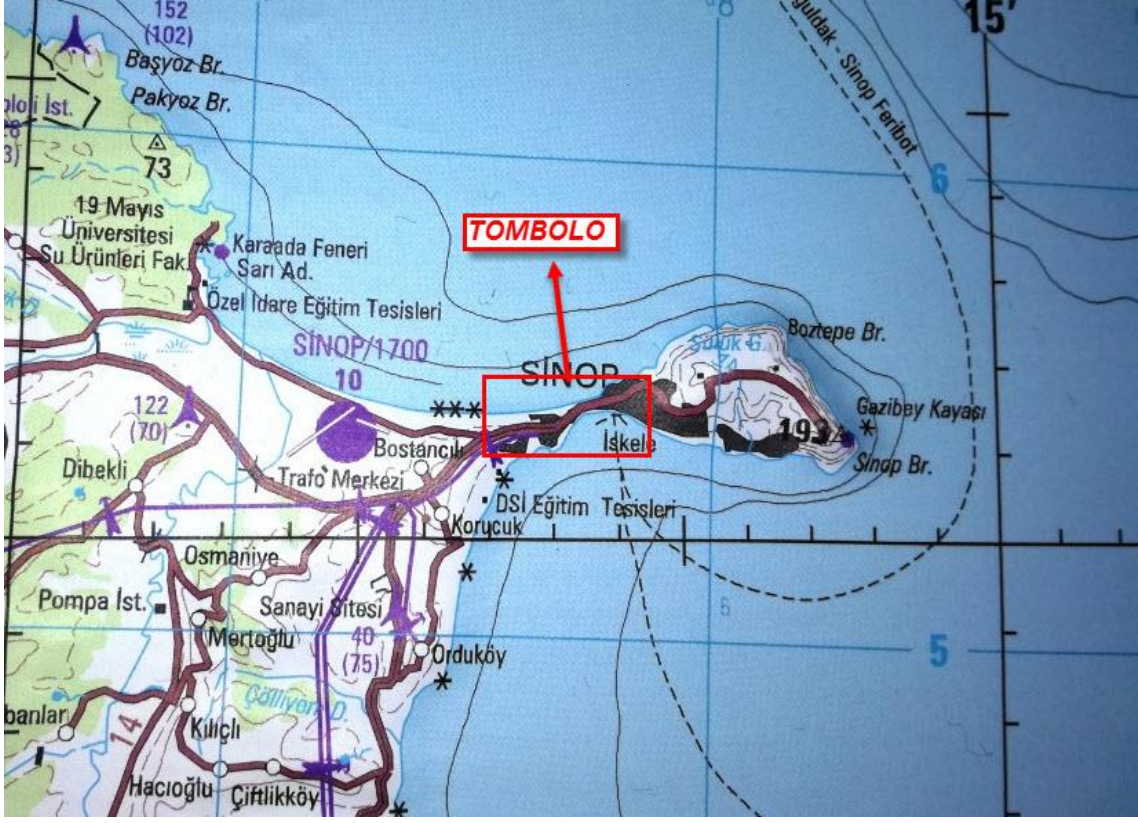 152
(102)
Başyoz Br.
Pakyoz Br.
73
19 Mayıs
Üniversitesi
Su Ürünleri Fak.
Karaada Feneri
Sarı Ad.
Özel İdare Eğitim Tesisleri
SİNOP/1700
10
122
(70)
Dibekli
Bostancılı
Trafo Merkezi
Korucuk
DSİ Eğitim Tesisleri
Osmaniye
Pompa İst.
Sanayi Sitesi
Mertoğlu
40
(75)
Orduköy
14
Kılıçlı
Hacıoğlu
Çiftlikköy
TOMBOLO
SİNOP
İskele
Boztepe Br.
Gazibey Kayası
193
Sinop Br.
Sinop Feribot
15'
6
5